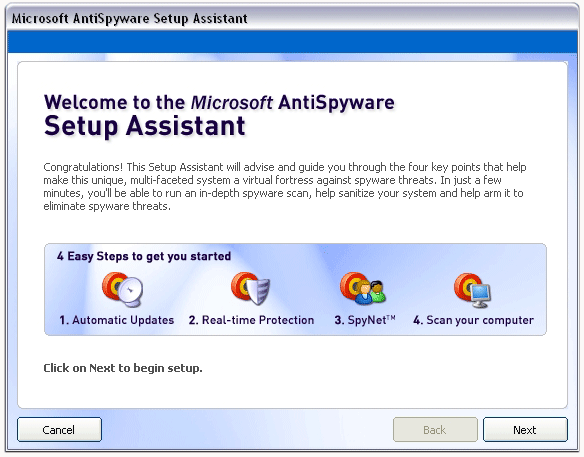 Microsoft AntiSpyware Setup Assistant
Welcome to the Microsoft AntiSpyware
Setup Assistant
Congratulations! This Setup Assistant will advise and guide you through the four key points that help
make this unique, multi-faceted system a virtual fortress against spyware threats. In just a few
minutes, you'll be able to run an in-depth spyware scan, help sanitize your system and help arm it to
eliminate spyware threats.
4 Easy Steps to get you started
1. Automatic Updates 2. Real-time Protection 3. SpyNet™ 4. Scan your computer
Click on Next to begin setup.
Cancel Back Next